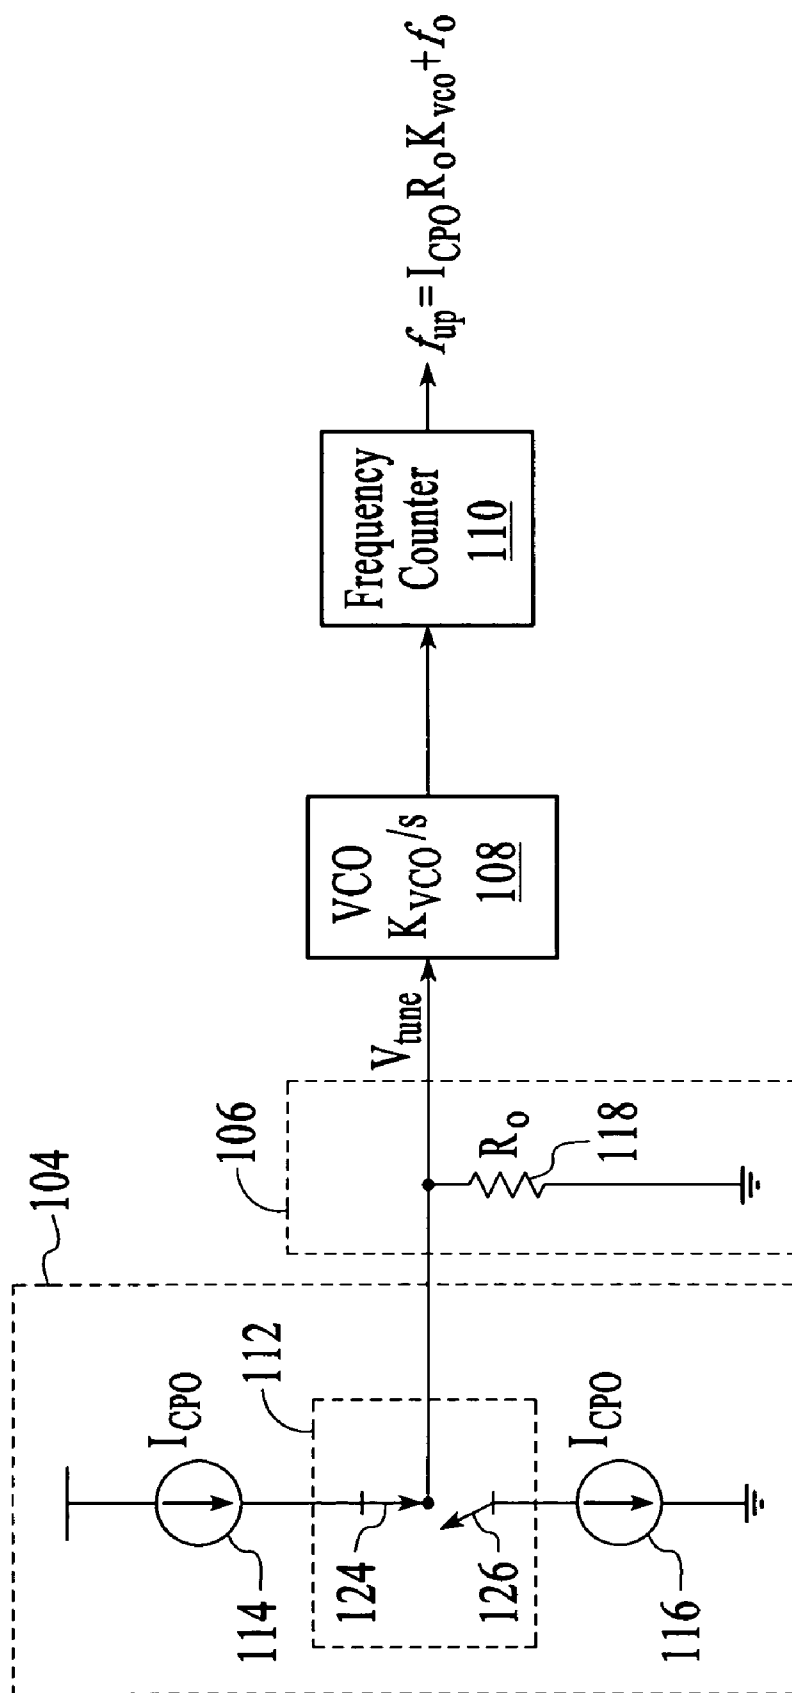 104
106
112
I_CPO
114
124
126
I_CPO
116
R_o
118
V_tune
VCO
K_VCO/s
108
Frequency
Counter
110
f_up = I_CPO R_o K_vco + f_o